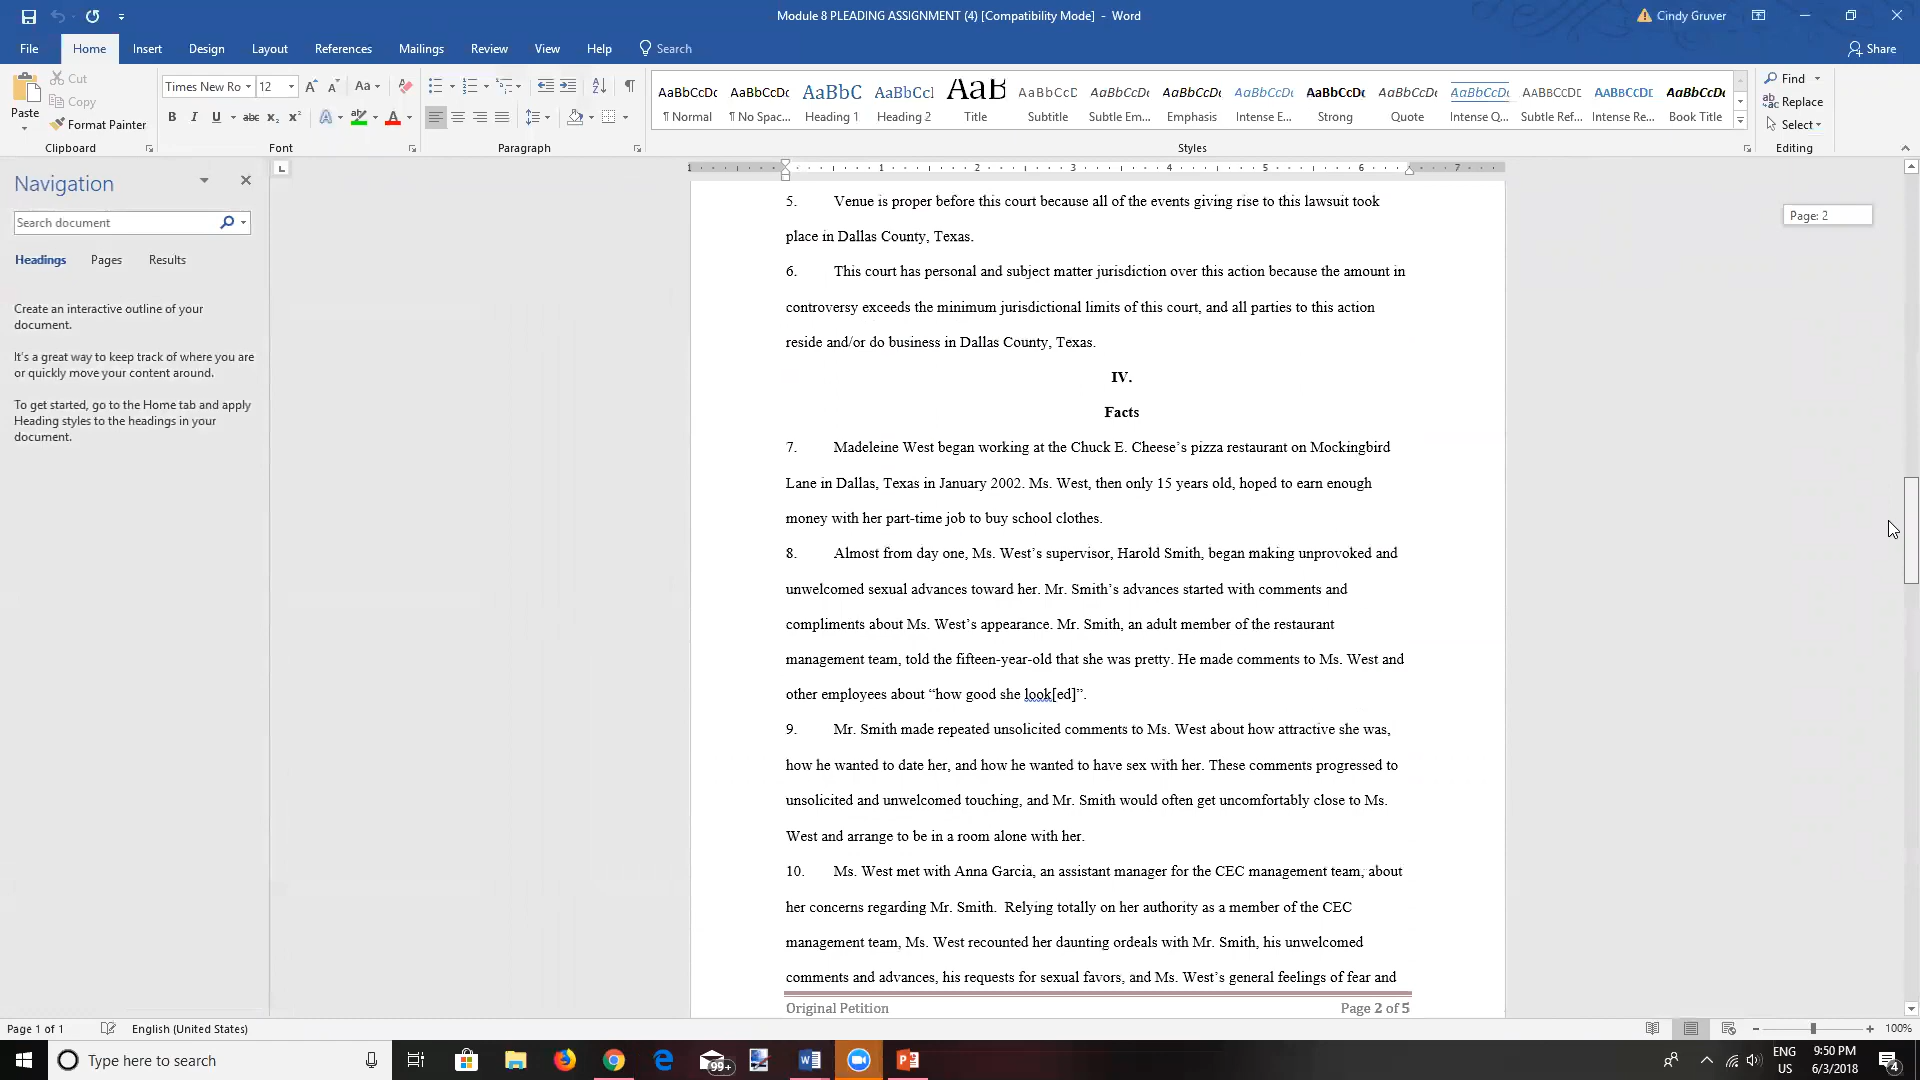 Module 8 PLEADING ASSIGNMENT (4) [Compatibility Mode] - Word
Cindy Gruver
File Home Insert Design Layout References Mailings Review View Help Search
Share
Paste
Cut
Copy
Format Painter
Clipboard
Times New Ro 12
Font
Paragraph
AaBbCcDc AaBbCcDc AaBbC AaBbCcI AaB AaBbCcD AaBbCcDc AaBbCcDc AaBbCcDc AaBbCcDc AaBbCcDc AaBbCcDc AABBCCDE AABBCCDE AaBbCcDc
¶ Normal ¶ No Spac... Heading 1 Heading 2 Title Subtitle Subtle Em... Emphasis Intense E... Strong Quote Intense Q... Subtle Ref... Intense Re... Book Title
Styles
Find
Replace
Select
Editing
Navigation
Search document
Headings Pages Results
Create an interactive outline of your
document.
It's a great way to keep track of where you are
or quickly move your content around.
To get started, go to the Home tab and apply
Heading styles to the headings in your
document.
1 1 2 3 4 5 6 7
Page: 2
5. Venue is proper before this court because all of the events giving rise to this lawsuit took
place in Dallas County, Texas.
6. This court has personal and subject matter jurisdiction over this action because the amount in
controversy exceeds the minimum jurisdictional limits of this court, and all parties to this action
reside and/or do business in Dallas County, Texas.
IV.
Facts
7. Madeleine West began working at the Chuck E. Cheese’s pizza restaurant on Mockingbird
Lane in Dallas, Texas in January 2002. Ms. West, then only 15 years old, hoped to earn enough
money with her part-time job to buy school clothes.
8. Almost from day one, Ms. West’s supervisor, Harold Smith, began making unprovoked and
unwelcomed sexual advances toward her. Mr. Smith’s advances started with comments and
compliments about Ms. West’s appearance. Mr. Smith, an adult member of the restaurant
management team, told the fifteen-year-old that she was pretty. He made comments to Ms. West and
other employees about “how good she look[ed]”.
9. Mr. Smith made repeated unsolicited comments to Ms. West about how attractive she was,
how he wanted to date her, and how he wanted to have sex with her. These comments progressed to
unsolicited and unwelcomed touching, and Mr. Smith would often get uncomfortably close to Ms.
West and arrange to be in a room alone with her.
10. Ms. West met with Anna Garcia, an assistant manager for the CEC management team, about
her concerns regarding Mr. Smith. Relying totally on her authority as a member of the CEC
management team, Ms. West recounted her daunting ordeals with Mr. Smith, his unwelcomed
comments and advances, his requests for sexual favors, and Ms. West’s general feelings of fear and
Original Petition Page 2 of 5
Page 1 of 1 English (United States) 100%
Type here to search
99+
ENG
US
9:50 PM
6/3/2018
4